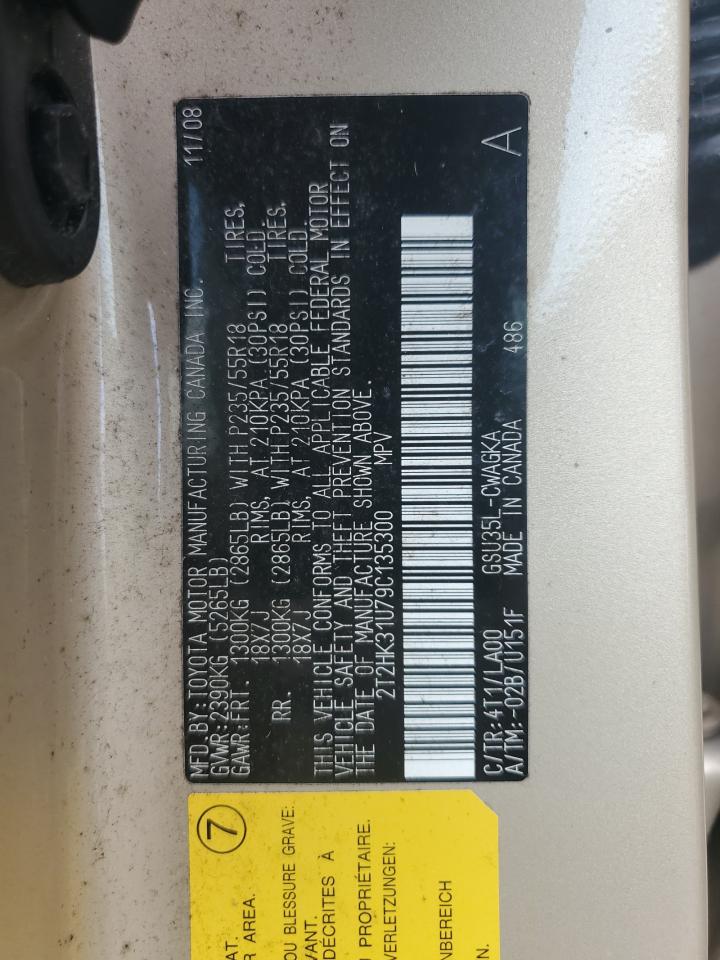 MFD.BY:TOYOTA MOTOR MANUFACTURING CANADA INC. 11/08
GVWR:2390KG (5265LB)
GAWR:FRT. 1300KG (2865LB) WITH P235/55R18 TIRES,
18X7J RIMS, AT 210KPA (30PSI) COLD.
RR. 1300KG (2865LB) WITH P235/55R18 TIRES,
18X7J RIMS, AT 210KPA (30PSI) COLD.
THIS VEHICLE CONFORMS TO ALL APPLICABLE FEDERAL MOTOR
VEHICLE SAFETY AND THEFT PREVENTION STANDARDS IN EFFECT ON
THE DATE OF MANUFACTURE SHOWN ABOVE.
2T2HK31U79C135300 MPV
C/TR:4T1/LA00 GSU35L-CWAGKA A
A/TM:-02B/U151F MADE IN CANADA 486
7
AT.
R AREA.
OU BLESSURE GRAVE:
VANT.
DÉCRITES À
U PROPRIÉTAIRE.
VERLETZUNGEN:
NBEREICH
N.